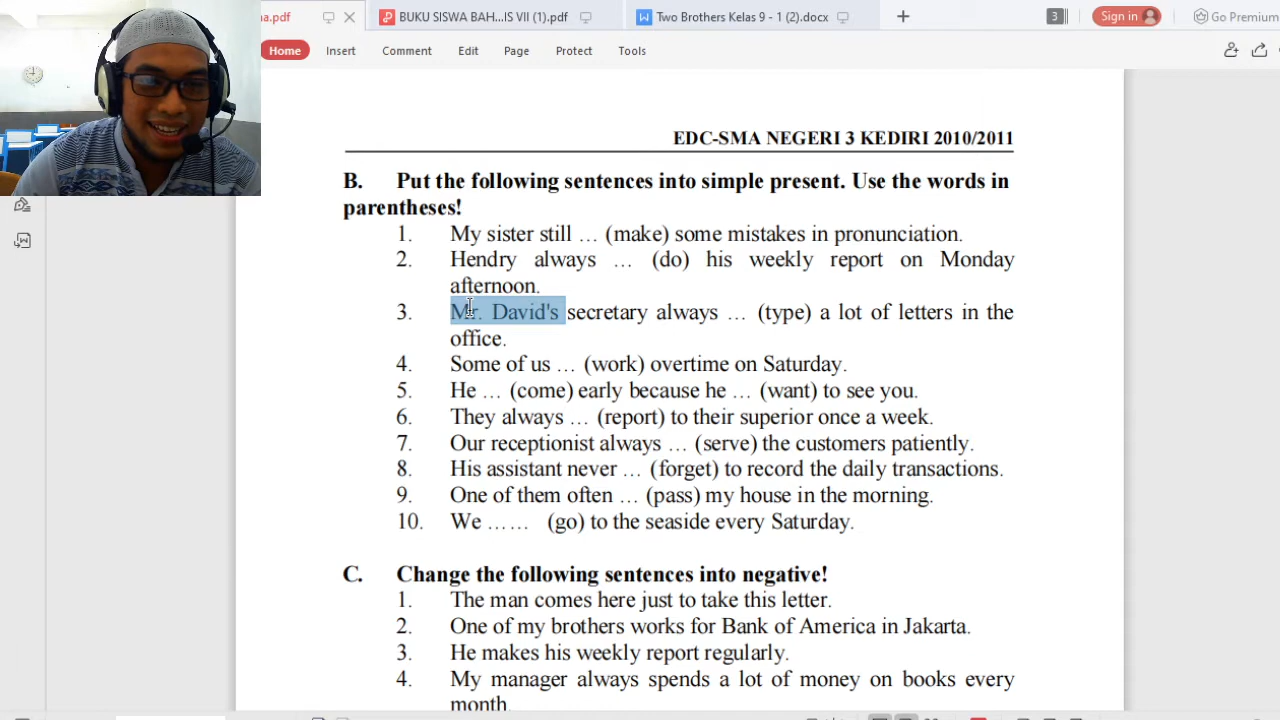 na.pdf
BUKU SISWA BAH...IS VII (1).pdf
Two Brothers Kelas 9 - 1 (2).docx
3
Sign in
Go Premium
Home
Insert
Comment
Edit
Page
Protect
Tools
EDC-SMA NEGERI 3 KEDIRI 2010/2011
B. Put the following sentences into simple present. Use the words in
parentheses!
1. My sister still … (make) some mistakes in pronunciation.
2. Hendry always … (do) his weekly report on Monday
afternoon.
3. Mr. David's secretary always … (type) a lot of letters in the
office.
4. Some of us … (work) overtime on Saturday.
5. He … (come) early because he … (want) to see you.
6. They always … (report) to their superior once a week.
7. Our receptionist always … (serve) the customers patiently.
8. His assistant never … (forget) to record the daily transactions.
9. One of them often … (pass) my house in the morning.
10. We …… (go) to the seaside every Saturday.
C. Change the following sentences into negative!
1. The man comes here just to take this letter.
2. One of my brothers works for Bank of America in Jakarta.
3. He makes his weekly report regularly.
4. My manager always spends a lot of money on books every
month.